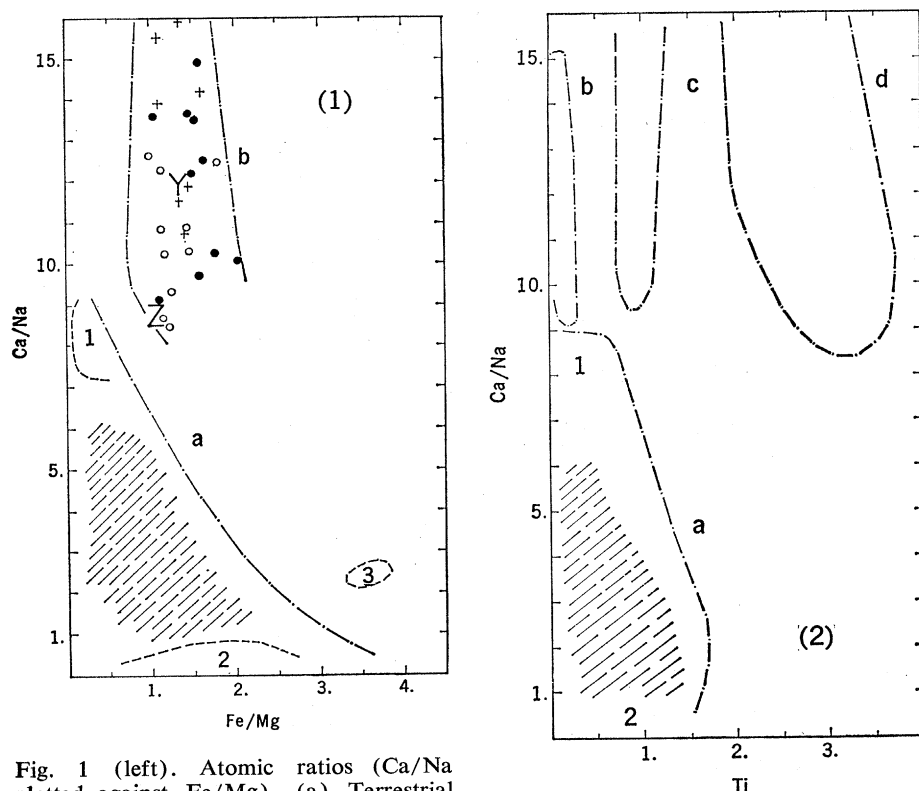 15.
10.
5.
1.
Ca/Na
(1)
b
Y
Z
1
a
3
2
1. 2. 3. 4.
Fe/Mg
15.
10.
5.
1.
Ca/Na
b
c
d
1
a
(2)
2
1. 2. 3.
Ti
Fig. 1 (left). Atomic ratios (Ca/Na
plotted against Fe/Mg). (a) Terrestrial